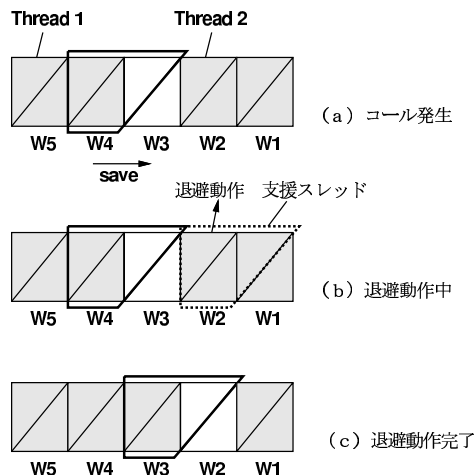 Thread 1 Thread 2
W5 W4 W3 W2 W1
（a）コール発生
save
退避動作 支援スレッド
W5 W4 W3 W2 W1
（b）退避動作中
W5 W4 W3 W2 W1
（c）退避動作完了